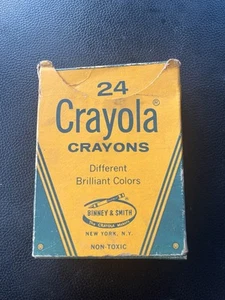 24
Crayola®
CRAYONS
Different
Brilliant Colors
BINNEY & SMITH
NEW YORK, N.Y.
NON-TOXIC